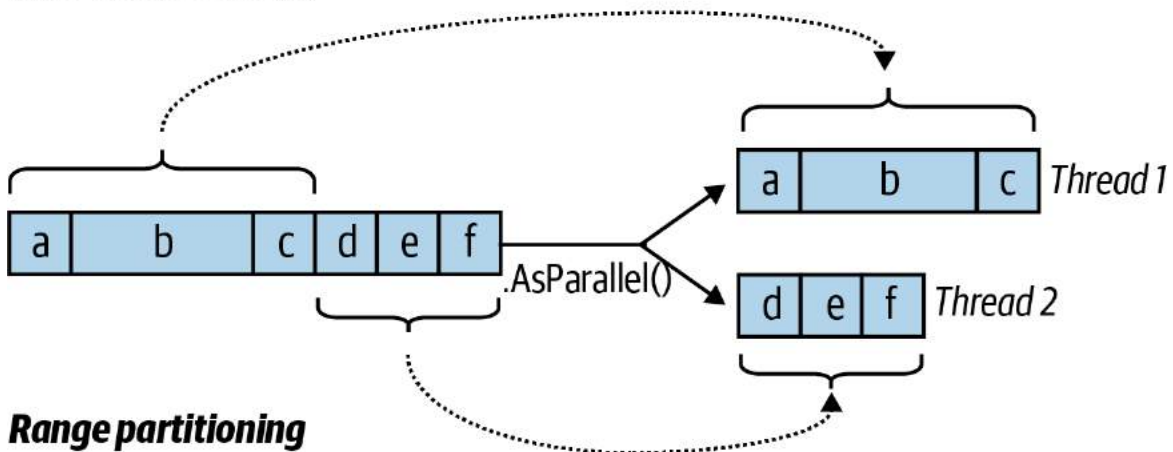 a b c Thread 1
a b c d e f
.AsParallel()
d e f Thread 2
Range partitioning